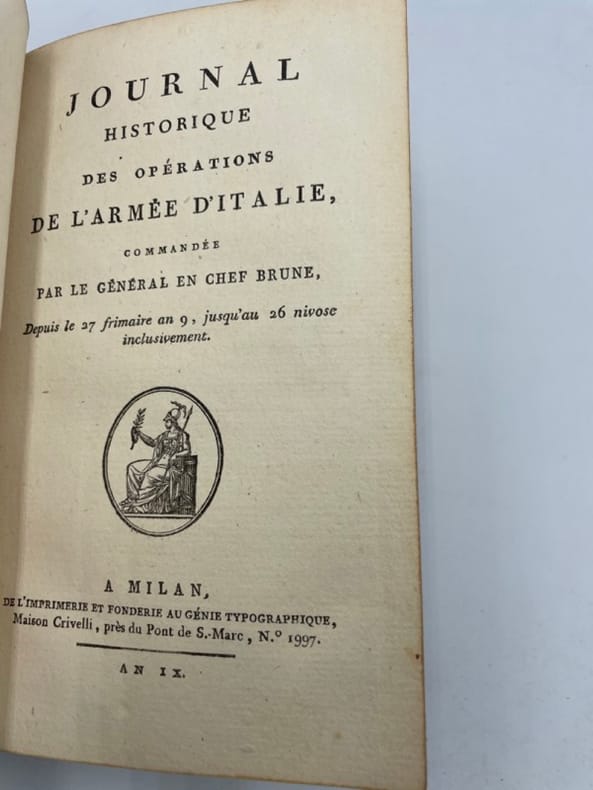 JOURNAL
HISTORIQUE
DES OPÉRATIONS
DE L'ARMÉE D'ITALIE,
COMMANDÉE
PAR LE GÉNÉRAL EN CHEF BRUNE,
Depuis le 27 frimaire an 9, jusqu'au 26 nivose
inclusivement.
A MILAN,
DE L'IMPRIMERIE ET FONDERIE AU GÉNIE TYPOGRAPHIQUE,
Maison Crivelli, près du Pont de S.-Marc, N.º 1997.
AN IX.